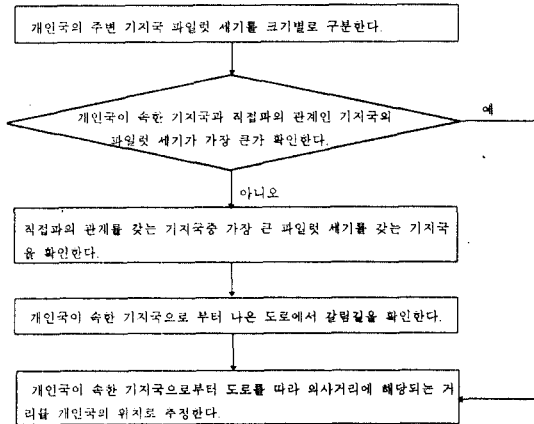 개인국의 주변 기지국 파일럿 세기를 크기별로 구분한다.
개인국이 속한 기지국과 직접파의 관계인 기지국의
파일럿 세기가 가장 큰가 확인한다.
예
아니오
직접파의 관계를 갖는 기지국중 가장 큰 파일럿 세기를 갖는 기지국
을 확인한다.
개인국이 속한 기지국으로 부터 나온 도로에서 갈림길을 확인한다.
개인국이 속한 기지국으로부터 도로를 따라 의사거리에 해당되는 거
리를 개인국의 위치로 추정한다.